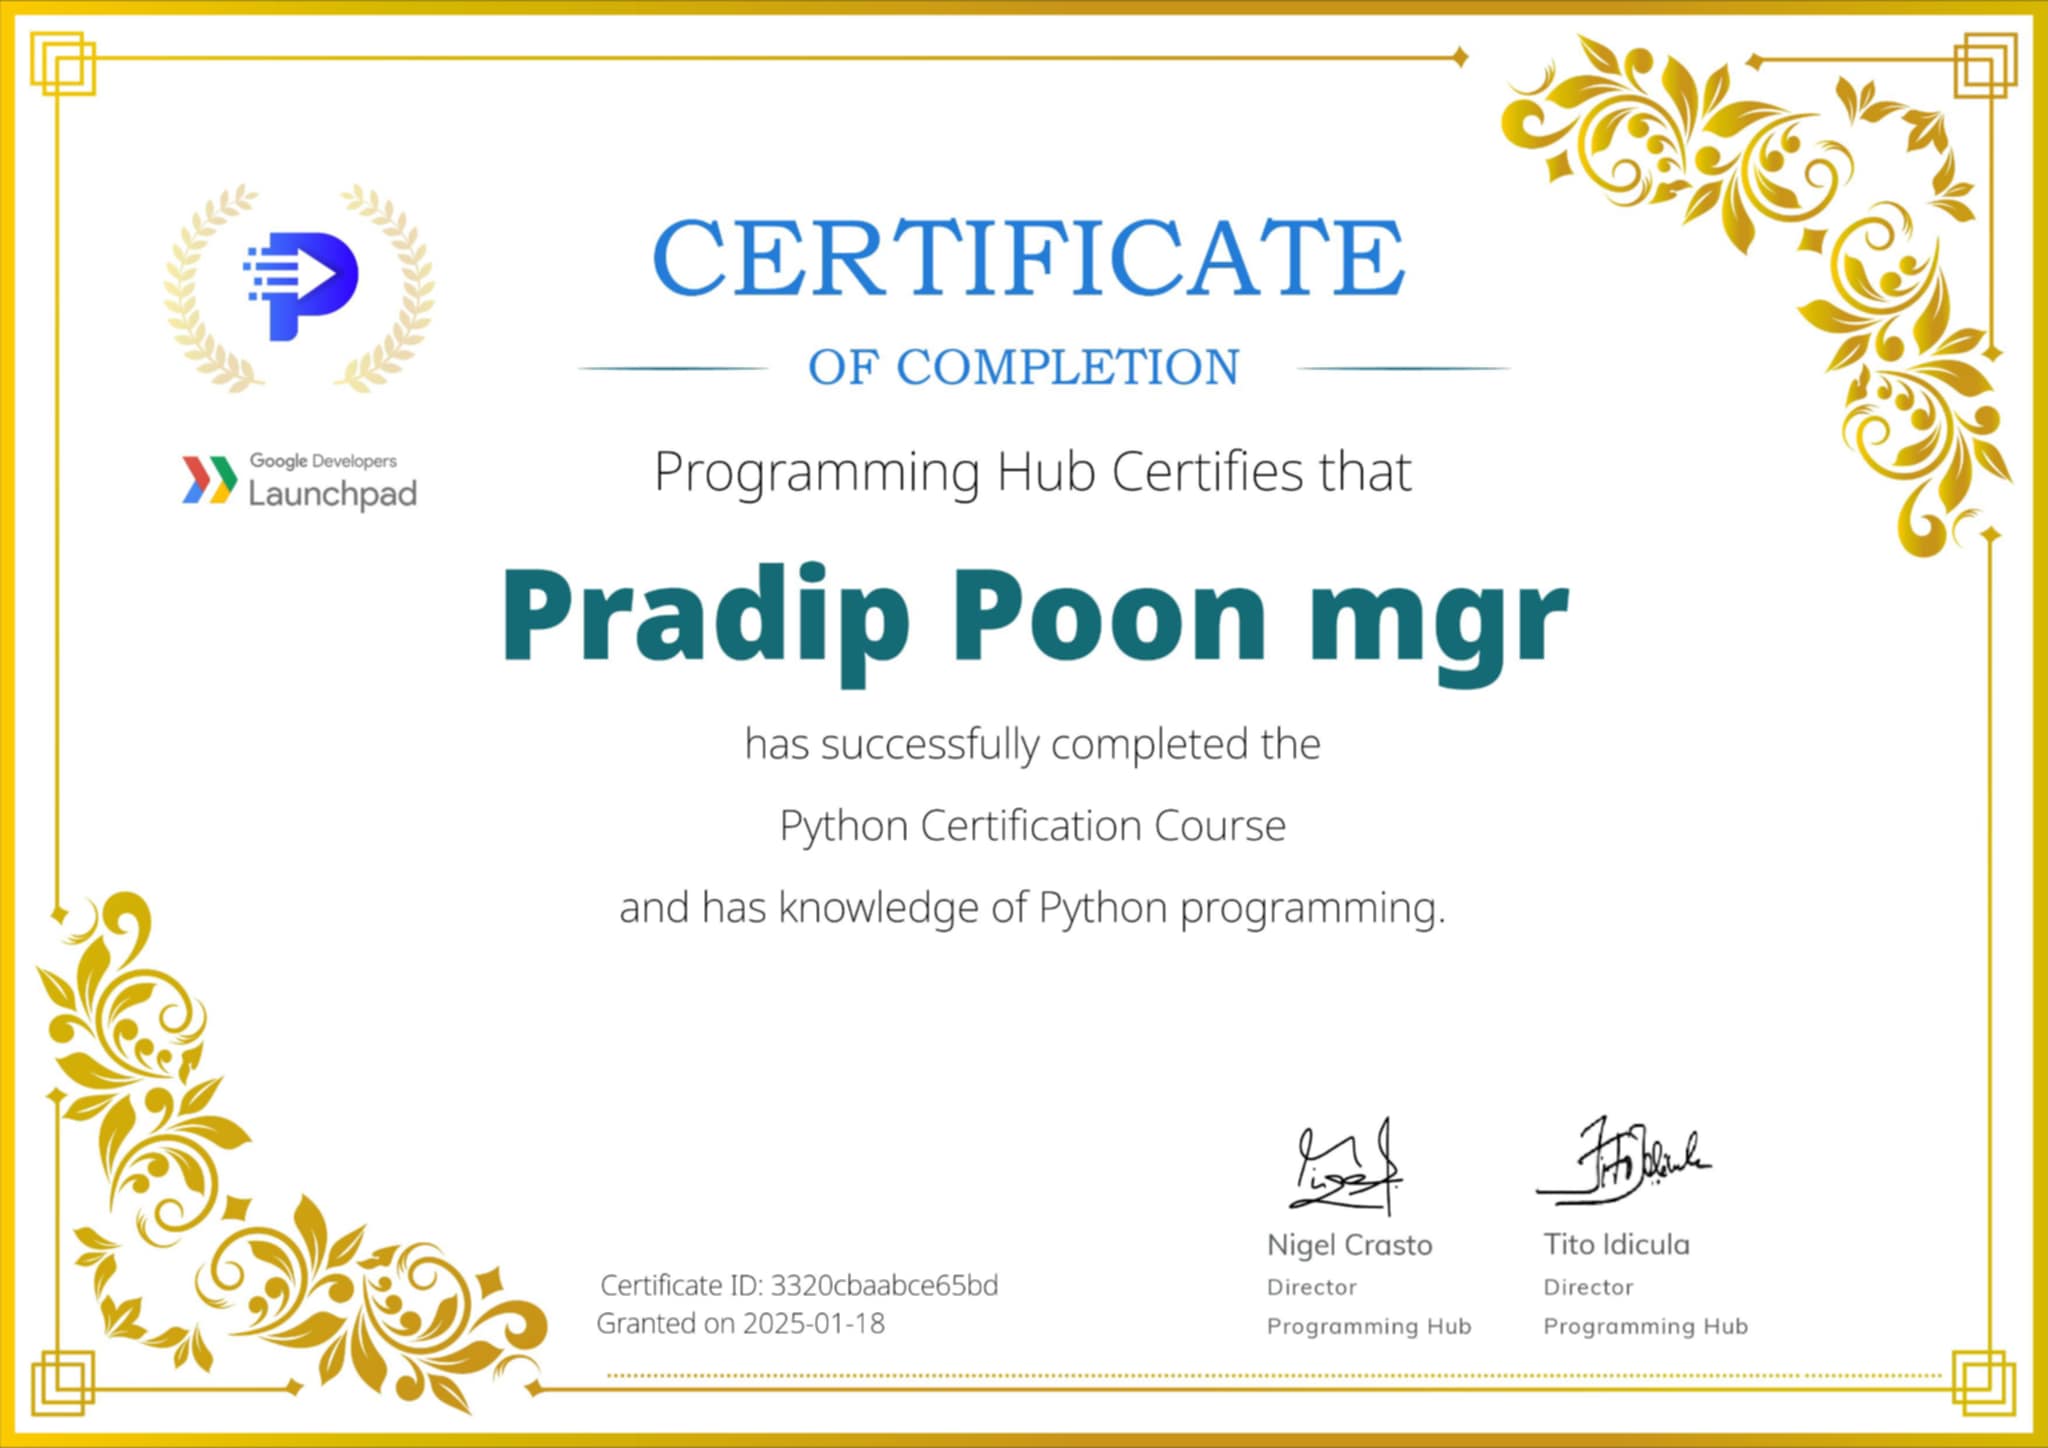 CERTIFICATE
OF COMPLETION
Google Developers
Launchpad
Programming Hub Certifies that
Pradip Poon mgr
has successfully completed the
Python Certification Course
and has knowledge of Python programming.
Nigel Crasto
Director
Programming Hub
Tito Idicula
Director
Programming Hub
Certificate ID: 3320cbaabce65bd
Granted on 2025-01-18